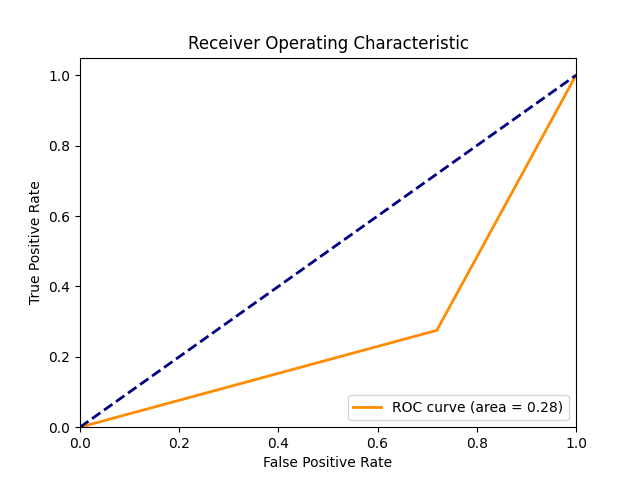 Receiver Operating Characteristic
1.0
0.8
0.6
0.4
0.2
0.0
True Positive Rate
ROC curve (area = 0.28)
0.0 0.2 0.4 0.6 0.8 1.0
False Positive Rate